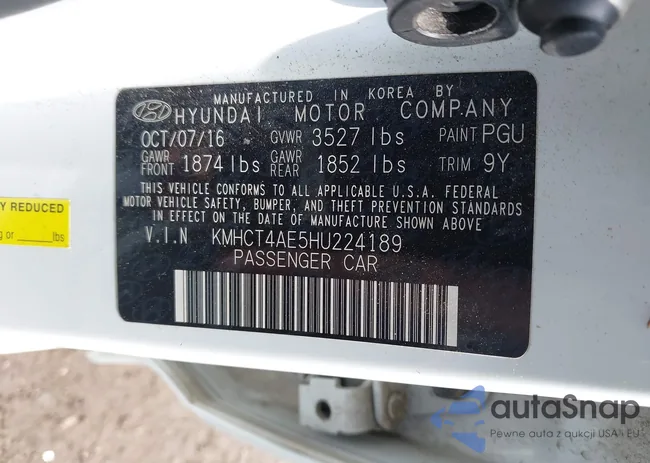 MANUFACTURED IN KOREA BY
HYUNDAI MOTOR COMPANY
OCT/07/16 GVWR 3527 lbs PAINT PGU
GAWR FRONT 1874 lbs GAWR REAR 1852 lbs TRIM 9Y
THIS VEHICLE CONFORMS TO ALL APPLICABLE U.S.A. FEDERAL
MOTOR VEHICLE SAFETY, BUMPER, AND THEFT PREVENTION STANDARDS
IN EFFECT ON THE DATE OF MANUFACTURE SHOWN ABOVE
V.I.N KMHCT4AE5HU224189
PASSENGER CAR
Y REDUCED
g or ____lbs
autoSnap
Pewne auta z aukcji USA i EU